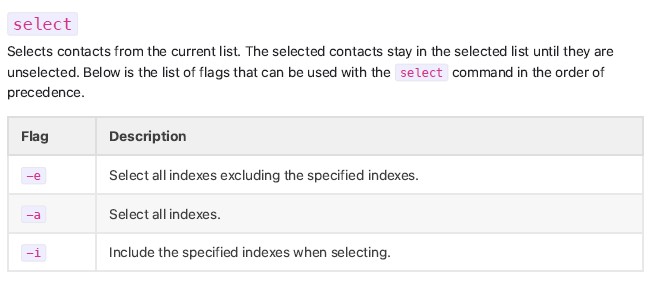 select
Selects contacts from the current list. The selected contacts stay in the selected list until they are
unselected. Below is the list of flags that can be used with the select command in the order of
precedence.
Flag Description
–e Select all indexes excluding the specified indexes.
–a Select all indexes.
–i Include the specified indexes when selecting.